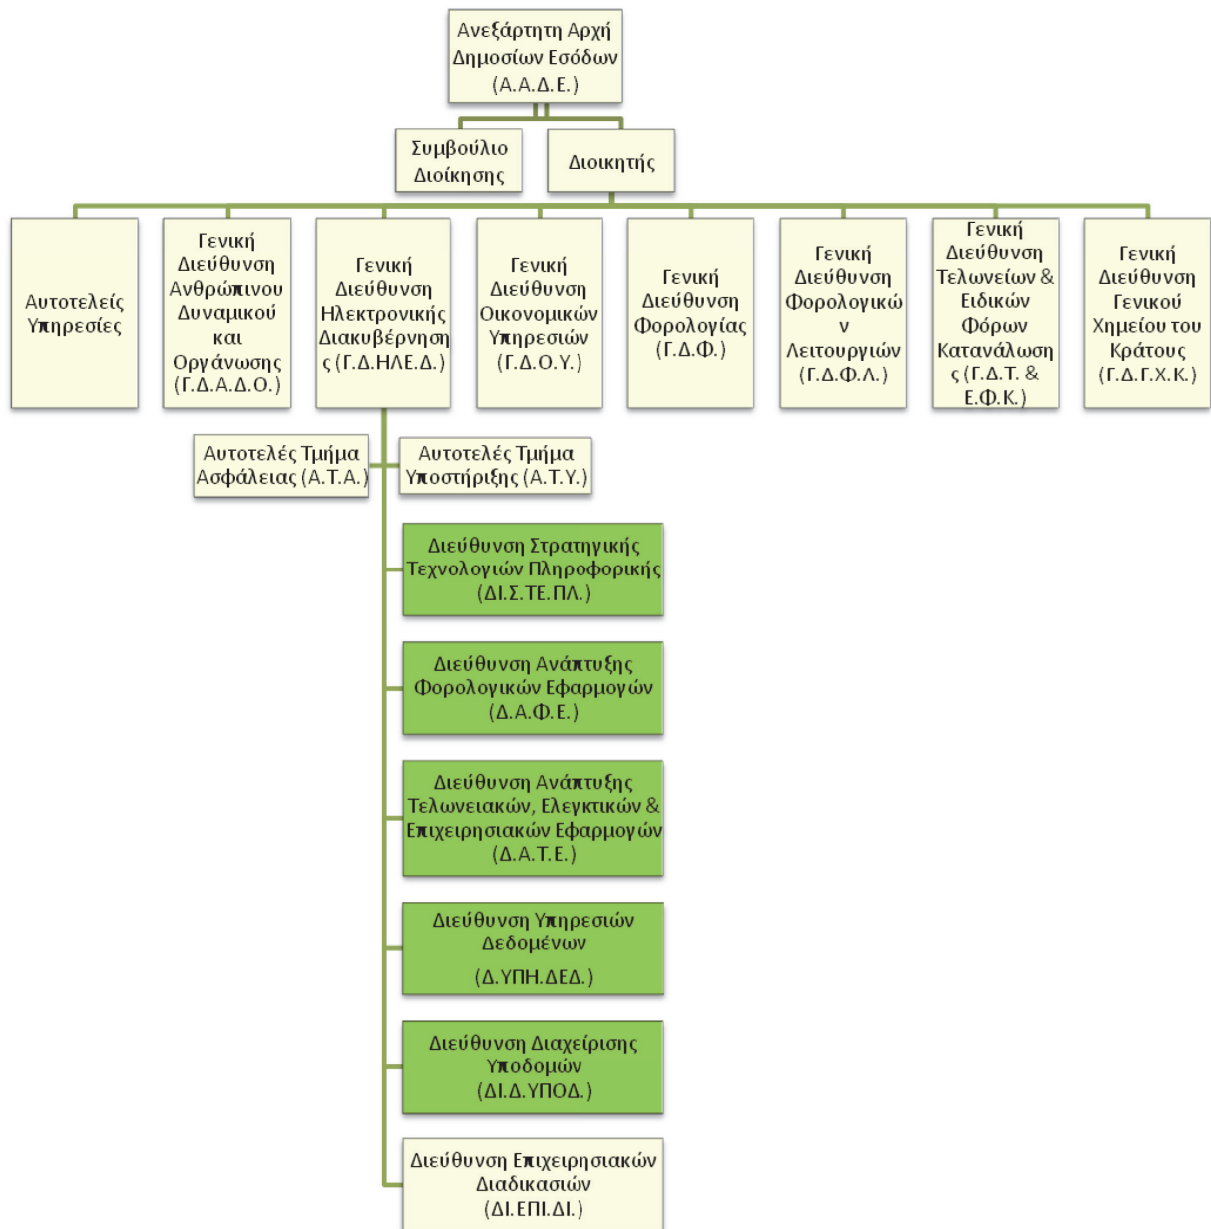 Ανεξάρτητη Αρχή
Δημοσίων Εσόδων
(Α.Α.Δ.Ε.)
Συμβούλιο
Διοίκησης
Διοικητής
Αυτοτελείς
Υπηρεσίες
Γενική
Διεύθυνση
Ανθρώπινου
Δυναμικού
και
Οργάνωσης
(Γ.Δ.Α.Δ.Ο.)
Γενική
Διεύθυνση
Ηλεκτρονικής
Διακυβέρνηση
ς (Γ.Δ.ΗΛΕ.Δ.)
Γενική
Διεύθυνση
Οικονομικών
Υπηρεσιών
(Γ.Δ.Ο.Υ.)
Γενική
Διεύθυνση
Φορολογίας
(Γ.Δ.Φ.)
Γενική
Διεύθυνση
Φορολογικώ
ν
Λειτουργιών
(Γ.Δ.Φ.Λ.)
Γενική
Διεύθυνση
Τελωνείων &
Ειδικών
Φόρων
Κατανάλωση
ς (Γ.Δ.Τ. &
Ε.Φ.Κ.)
Γενική
Διεύθυνση
Γενικού
Χημείου του
Κράτους
(Γ.Δ.Γ.Χ.Κ.)
Αυτοτελές Τμήμα
Ασφάλειας (Α.Τ.Α.)
Αυτοτελές Τμήμα
Υποστήριξης (Α.Τ.Υ.)
Διεύθυνση Στρατηγικής
Τεχνολογιών Πληροφορικής
(ΔΙ.Σ.ΤΕ.ΠΛ.)
Διεύθυνση Ανάπτυξης
Φορολογικών Εφαρμογών
(Δ.Α.Φ.Ε.)
Διεύθυνση Ανάπτυξης
Τελωνειακών, Ελεγκτικών &
Επιχειρησιακών Εφαρμογών
(Δ.Α.Τ.Ε.)
Διεύθυνση Υπηρεσιών
Δεδομένων
(Δ.ΥΠΗ.ΔΕΔ.)
Διεύθυνση Διαχείρισης
Υποδομών
(ΔΙ.Δ.ΥΠΟΔ.)
Διεύθυνση Επιχειρησιακών
Διαδικασιών
(ΔΙ.ΕΠΙ.ΔΙ.)